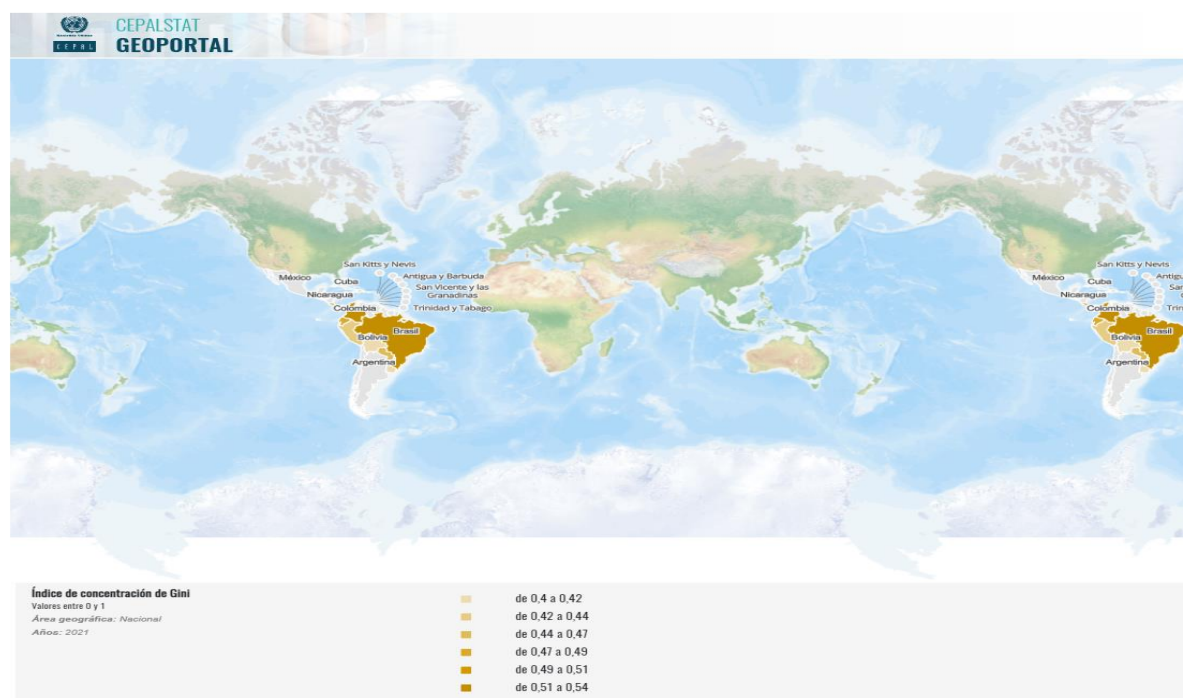 CEPALSTAT
CEPAL
GEOPORTAL
San Kitts y Nevis
México
Cuba
Antigua y Barbuda
Nicaragua
San Vicente y las
Granadinas
Colombia
Trinidad y Tabago
Brasil
Bolivia
Argentina
San Kitts y Nevis
México
Cuba
Nicaragua
Colombia
Brasil
Bolivia
Argentina
Índice de concentración de Gini
Valores entre 0 y 1
Área geográfica: Nacional
Años: 2021
de 0,4 a 0,42
de 0,42 a 0,44
de 0,44 a 0,47
de 0,47 a 0,49
de 0,49 a 0,51
de 0,51 a 0,54